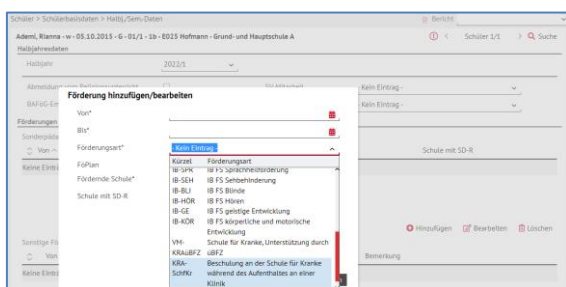 Schüler > Schülerbasisdaten > Halbj./Sem.-Daten
Bericht
Ademi, Rianna - w - 05.10.2015 - G - 01/1 - 1b - E025 Hofmann - Grund- und Hauptschule A
Schüler 1/1 Suche
Halbjahresdaten
Halbjahr 2022/1
- Kein Eintrag -
- Kein Eintrag -
Förderung hinzufügen/bearbeiten
Von*
Bis*
Förderungen
Förderungsart* - Kein Eintrag -
Von
Schule mit SD-R
Kürzel Förderungsart
FöPlan
Keine Eintr
Fördernde Schule*
Schule mit SD-R
IB-SPR IB FS Sprachheilförderung
IB-SEH IB FS Sehbehinderung
IB-BLI IB FS Blinde
IB-HÖR IB FS Hören
IB-GE IB FS geistige Entwicklung
IB-KÖR IB FS körperliche und motorische
Entwicklung
Hinzufügen Bearbeiten Löschen
VM- Schule für Kranke, Unterstützung durch
KRAüBFZ üBFZ
Sonstige Fö
Von
Bemerkung
KRA- Beschulung an der Schule für Kranke
SchfKr während des Aufenthaltes an einer
Klinik
Keine Eintr